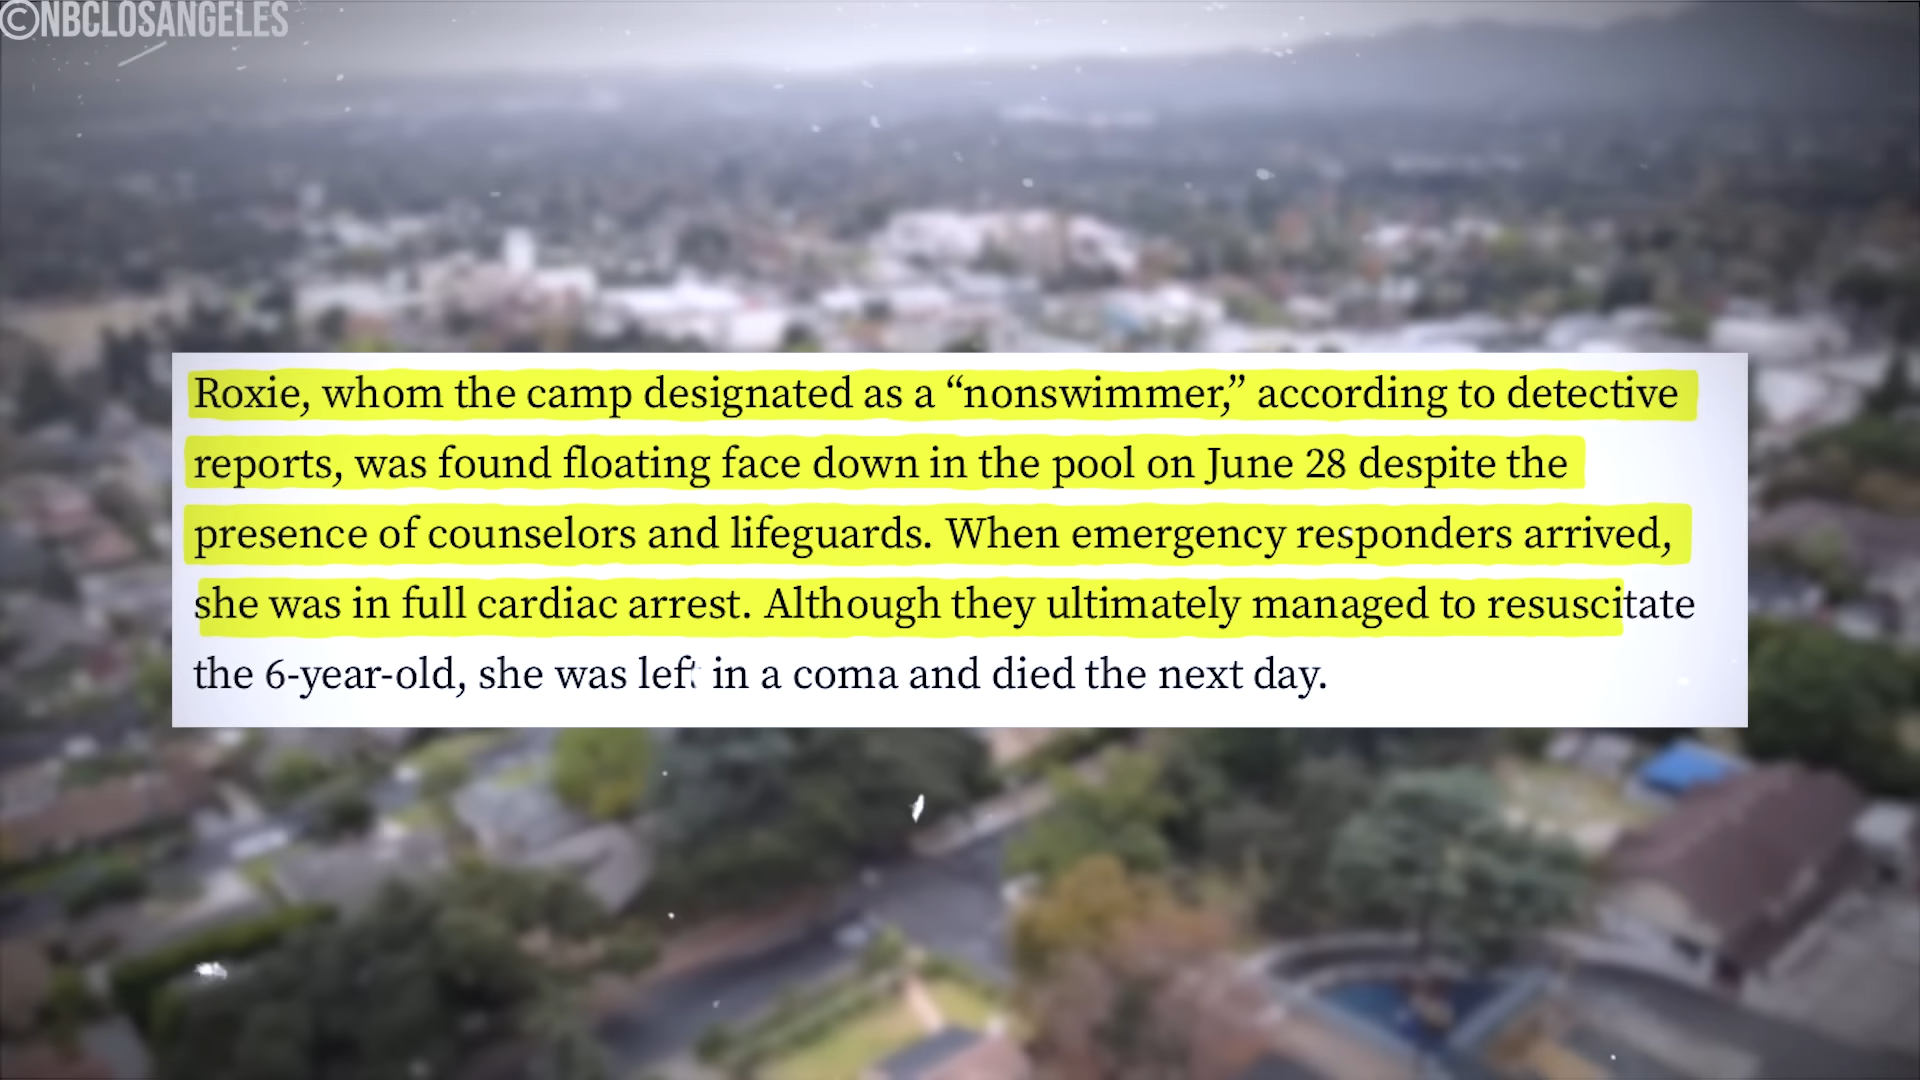 ©NBCLOSANGELES
Roxie, whom the camp designated as a “nonswimmer,” according to detective
reports, was found floating face down in the pool on June 28 despite the
presence of counselors and lifeguards. When emergency responders arrived,
she was in full cardiac arrest. Although they ultimately managed to resuscitate
the 6-year-old, she was left in a coma and died the next day.